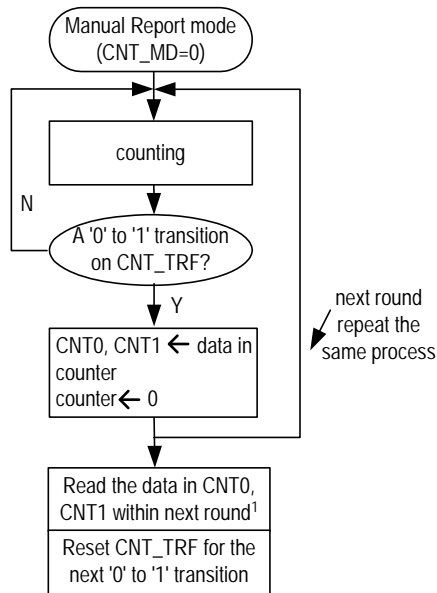 Manual Report mode
(CNT_MD=0)
counting
N
A '0' to '1' transition
on CNT_TRF?
Y
next round
repeat the
same process
CNT0, CNT1 ← data in
counter
counter← 0
Read the data in CNT0,
CNT1 within next round¹
Reset CNT_TRF for the
next '0' to '1' transition